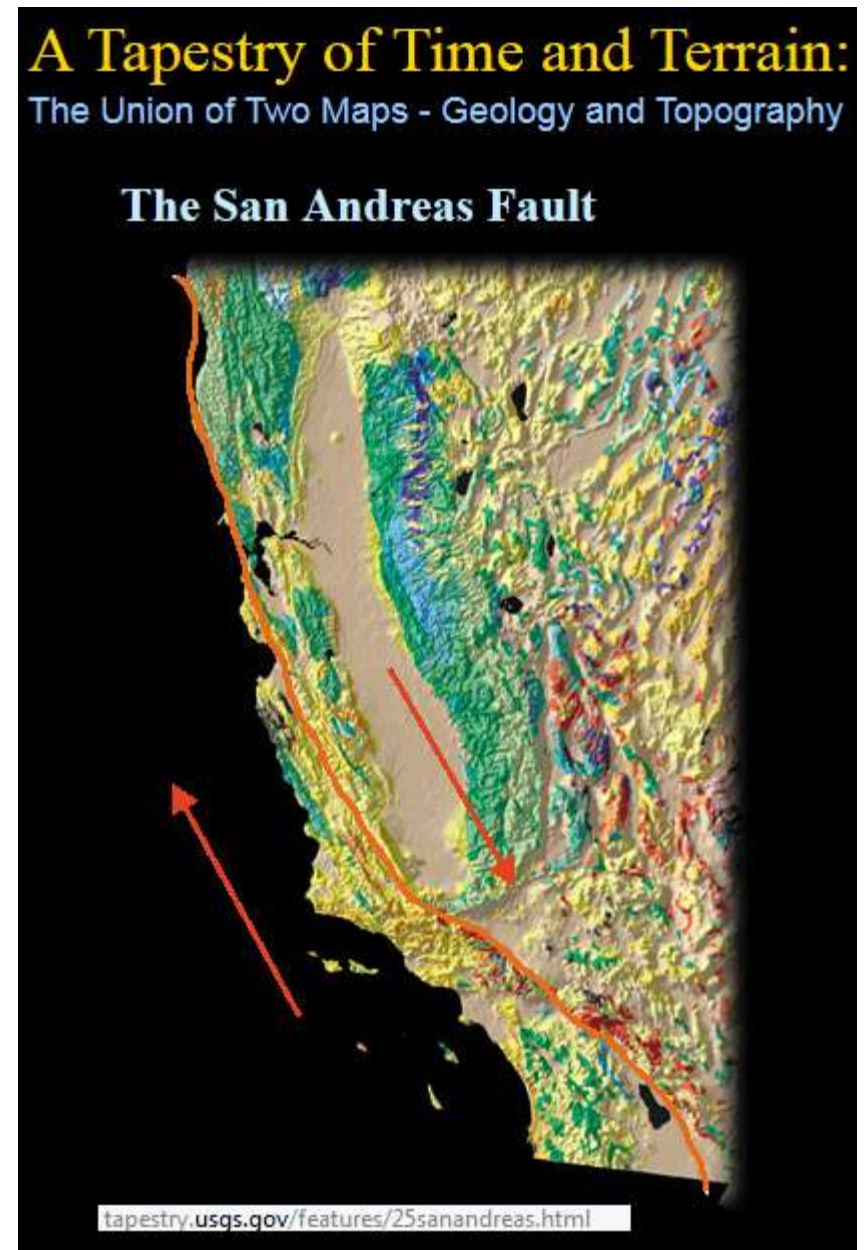 A Tapestry of Time and Terrain:
The Union of Two Maps - Geology and Topography
The San Andreas Fault
tapestry.usgs.gov/features/25sanandreas.html